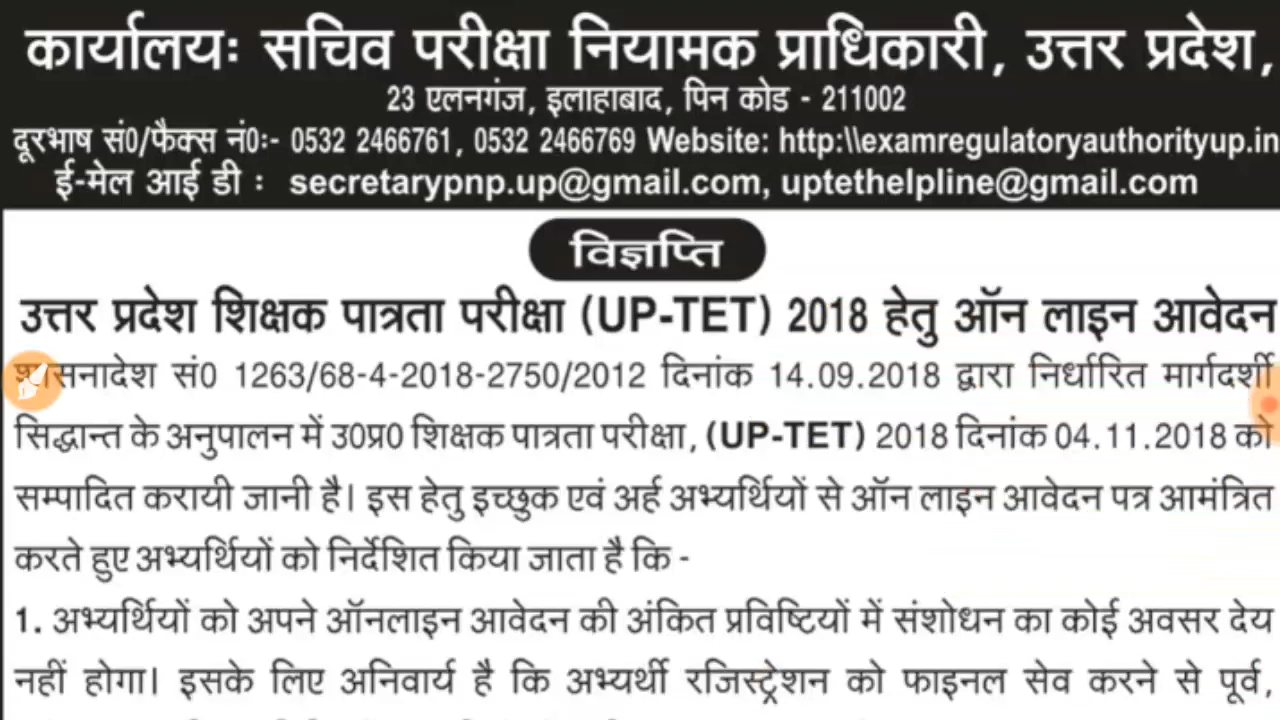 कार्यालयः सचिव परीक्षा नियामक प्राधिकारी, उत्तर प्रदेश,
23 एलनगंज, इलाहाबाद, पिन कोड - 211002
दूरभाष सं0/फैक्स नं0:- 0532 2466761, 0532 2466769 Website: http:\\examregulatoryauthorityup.in
ई-मेल आई डी : secretarypnp.up@gmail.com, uptethelpline@gmail.com
विज्ञप्ति
उत्तर प्रदेश शिक्षक पात्रता परीक्षा (UP-TET) 2018 हेतु ऑन लाइन आवेदन
शासनादेश सं0 1263/68-4-2018-2750/2012 दिनांक 14.09.2018 द्वारा निर्धारित मार्गदर्शी
सिद्धान्त के अनुपालन में उ0प्र0 शिक्षक पात्रता परीक्षा, (UP-TET) 2018 दिनांक 04.11.2018 को
सम्पादित करायी जानी है। इस हेतु इच्छुक एवं अर्ह अभ्यर्थियों से ऑन लाइन आवेदन पत्र आमंत्रित
करते हुए अभ्यर्थियों को निर्देशित किया जाता है कि -
1. अभ्यर्थियों को अपने ऑनलाइन आवेदन की अंकित प्रविष्टियों में संशोधन का कोई अवसर देय
नहीं होगा। इसके लिए अनिवार्य है कि अभ्यर्थी रजिस्ट्रेशन को फाइनल सेव करने से पूर्व,